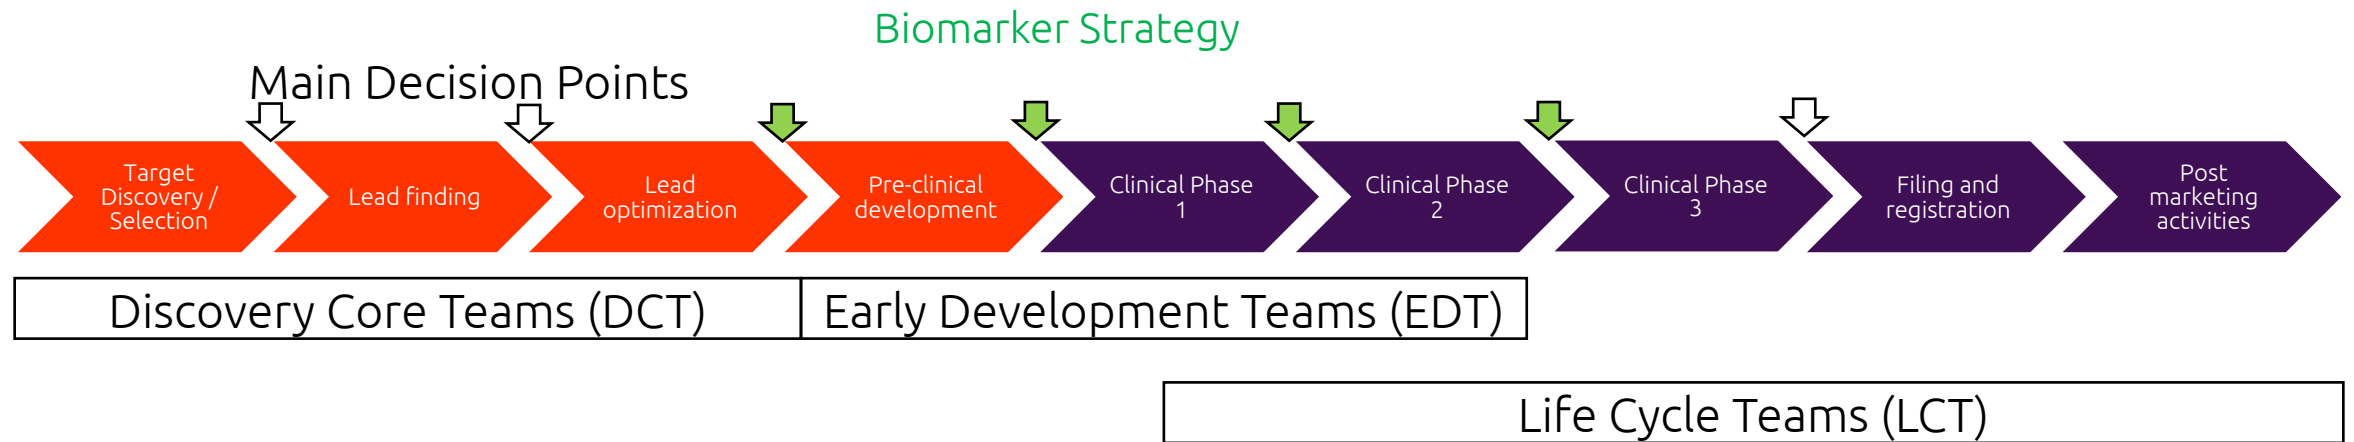 Biomarker Strategy
Main Decision Points
Target
Discovery /
Selection
Lead finding
Lead
optimization
Pre-clinical
development
Clinical Phase
1
Clinical Phase
2
Clinical Phase
3
Filing and
registration
Post
marketing
activities
Discovery Core Teams (DCT)
Early Development Teams (EDT)
Life Cycle Teams (LCT)